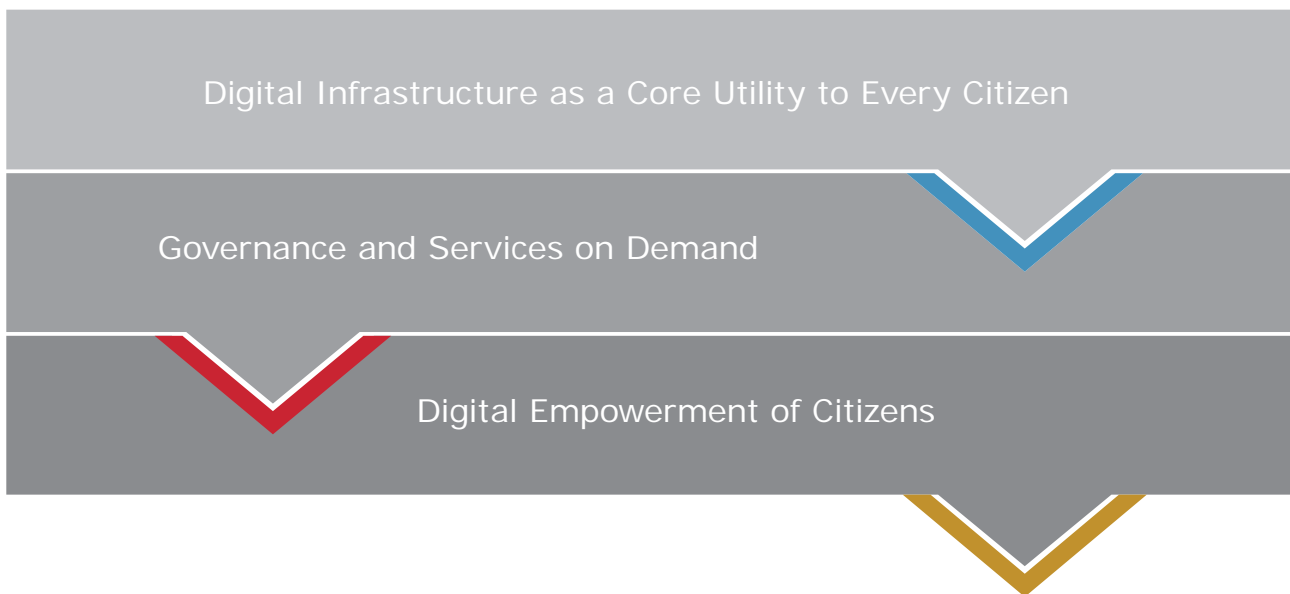 Digital Infrastructure as a Core Utility to Every Citizen
Governance and Services on Demand
Digital Empowerment of Citizens